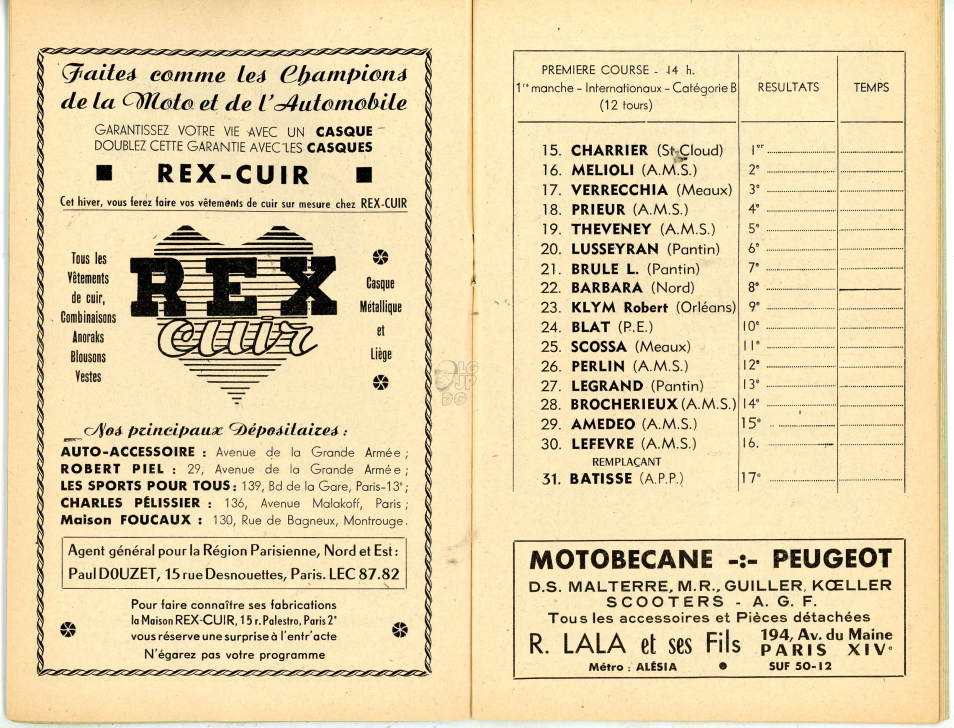 Faites comme les Champions
de la Moto et de l'Automobile
GARANTISSEZ VOTRE VIE AVEC UN CASQUE
DOUBLEZ CETTE GARANTIE AVEC LES CASQUES
REX-CUIR
Cet hiver, vous ferez faire vos vêtements de cuir sur mesure chez REX-CUIR
Tous les
Vêtements
de cuir,
Combinaisons
Anoraks
Blousons
Vestes
REX
Cuir
Casque
Métallique
et
Liège
Nos principaux Dépositaires :
AUTO-ACCESSOIRE : Avenue de la Grande Armée ;
ROBERT PIEL : 29, Avenue de la Grande Armée ;
LES SPORTS POUR TOUS : 139, Bd de la Gare, Paris-13e ;
CHARLES PÉLISSIER : 136, Avenue Malakoff, Paris ;
Maison FOUCAUX : 130, Rue de Bagneux, Montrouge.
Agent général pour la Région Parisienne, Nord et Est :
Paul DOUZET, 15 rue Desnouettes, Paris. LEC 87.82
Pour faire connaître ses fabrications
la Maison REX-CUIR, 15 r. Palestro, Paris 2e
vous réserve une surprise à l'entr'acte
N'égarez pas votre programme
PREMIERE COURSE - 14 h.
1re manche - Internationaux - Catégorie B
(12 tours)
RESULTATS
TEMPS
15. CHARRIER (St-Cloud) 1er
16. MELIOLI (A.M.S.) 2e
17. VERRECCHIA (Meaux) 3e
18. PRIEUR (A.M.S.) 4e
19. THEVENEY (A.M.S.) 5e
20. LUSSEYRAN (Pantin) 6e
21. BRULE L. (Pantin) 7e
22. BARBARA (Nord) 8e
23. KLYM Robert (Orléans) 9e
24. BLAT (P.E.) 10e
25. SCOSSA (Meaux) 11e
26. PERLIN (A.M.S.) 12e
27. LEGRAND (Pantin) 13e
28. BROCHERIEUX (A.M.S.) 14e
29. AMEDEO (A.M.S.) 15e
30. LEFEVRE (A.M.S.) 16.
REMPLAÇANT
31. BATISSE (A.P.P.) 17e
MOTOBECANE -:- PEUGEOT
D.S. MALTERRE, M.R., GUILLER, KŒLLER
SCOOTERS - A. G. F.
Tous les accessoires et Pièces détachées
R. LALA et ses Fils
194, Av. du Maine
PARIS XIVe
Métro : ALÉSIA ● SUF 50-12